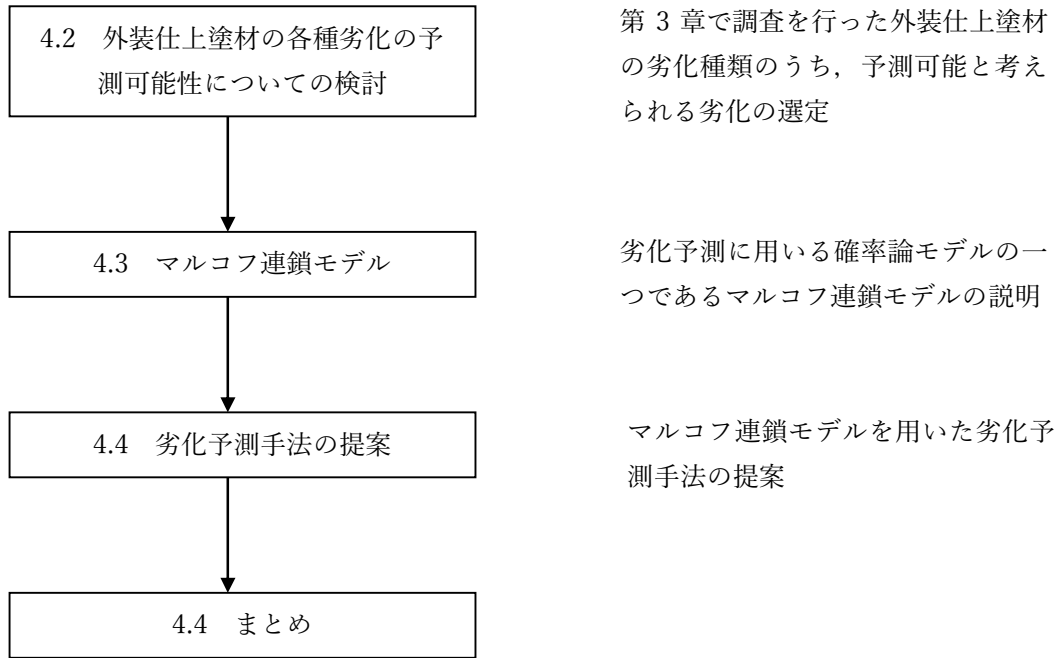 4.2 外装仕上塗材の各種劣化の予
測可能性についての検討
第 3 章で調査を行った外装仕上塗材
の劣化種類のうち，予測可能と考え
られる劣化の選定
4.3 マルコフ連鎖モデル
劣化予測に用いる確率論モデルの一
つであるマルコフ連鎖モデルの説明
4.4 劣化予測手法の提案
マルコフ連鎖モデルを用いた劣化予
測手法の提案
4.4 まとめ